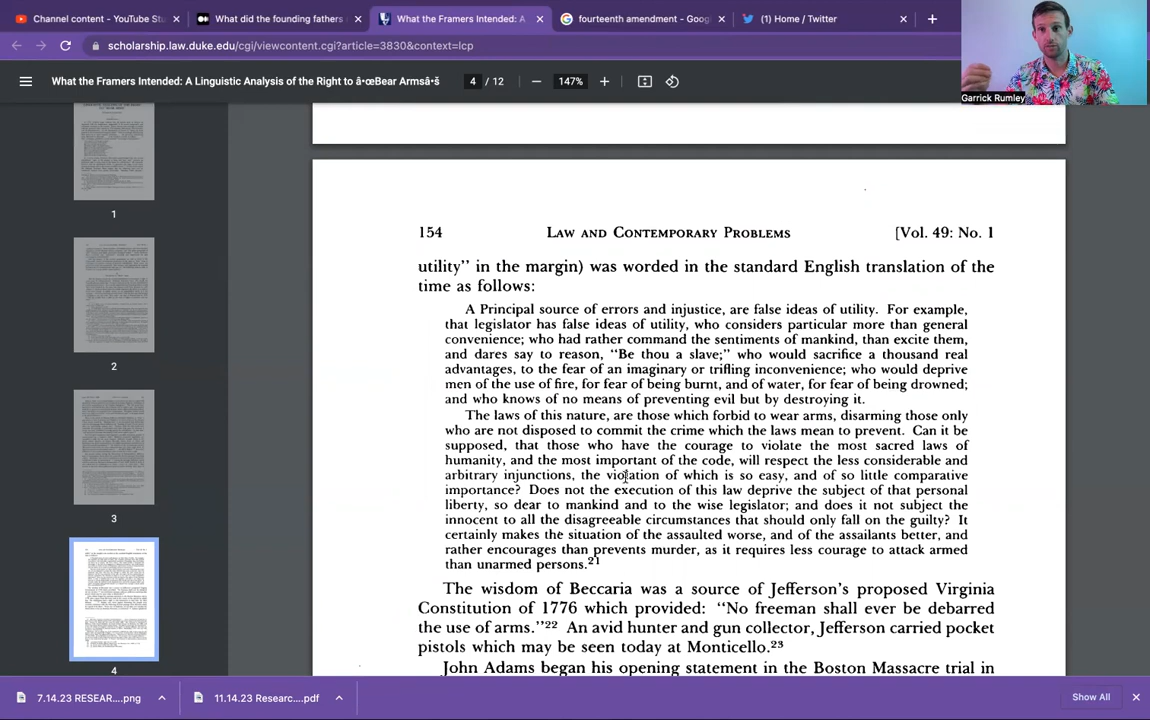 Channel content - YouTube St
What did the founding fathers
What the Framers Intended: A
fourteenth amendment - Goog
(1) Home / Twitter
scholarship.law.duke.edu/cgi/viewcontent.cgi?article=3830&context=lcp
What the Framers Intended: A Linguistic Analysis of the Right to â•œBear Armsâ•š
4 / 12
147%
Garrick Rumley
1
2
3
4
154 LAW AND CONTEMPORARY PROBLEMS [Vol. 49: No. 1
utility” in the margin) was worded in the standard English translation of the
time as follows:
A Principal source of errors and injustice, are false ideas of utility. For example,
that legislator has false ideas of utility, who considers particular more than general
convenience; who had rather command the sentiments of mankind, than excite them,
and dares say to reason, “Be thou a slave;” who would sacrifice a thousand real
advantages, to the fear of an imaginary or trifling inconvenience; who would deprive
men of the use of fire, for fear of being burnt, and of water, for fear of being drowned;
and who knows of no means of preventing evil but by destroying it.
The laws of this nature, are those which forbid to wear arms, disarming those only
who are not disposed to commit the crime which the laws mean to prevent. Can it be
supposed, that those who have the courage to violate the most sacred laws of
humanity, and the most important of the code, will respect the less considerable and
arbitrary injunctions, the violation of which is so easy, and of so little comparative
importance? Does not the execution of this law deprive the subject of that personal
liberty, so dear to mankind and to the wise legislator; and does it not subject the
innocent to all the disagreeable circumstances that should only fall on the guilty? It
certainly makes the situation of the assaulted worse, and of the assailants better, and
rather encourages than prevents murder, as it requires less courage to attack armed
than unarmed persons.²¹
The wisdom of Beccaria was a source of Jefferson's proposed Virginia
Constitution of 1776 which provided: “No freeman shall ever be debarred
the use of arms.”²² An avid hunter and gun collector, Jefferson carried pocket
pistols which may be seen today at Monticello.²³
John Adams began his opening statement in the Boston Massacre trial in
7.14.23 RESEAR....png
11.14.23 Researc....pdf
Show All